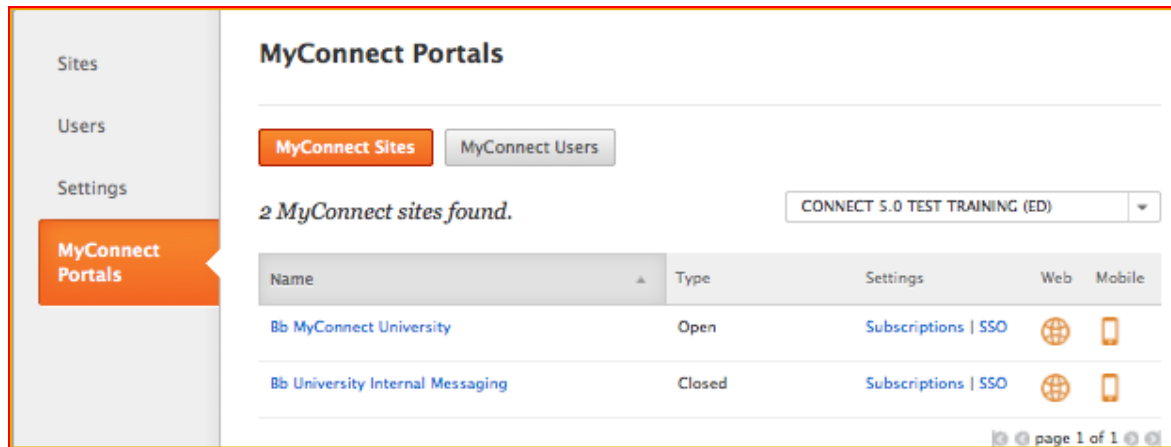 Sites
Users
Settings
MyConnect
Portals
MyConnect Portals
MyConnect Sites MyConnect Users
2 MyConnect sites found. CONNECT 5.0 TEST TRAINING (ED)
Name Type Settings Web Mobile
Bb MyConnect University Open Subscriptions | SSO
Bb University Internal Messaging Closed Subscriptions | SSO
page 1 of 1